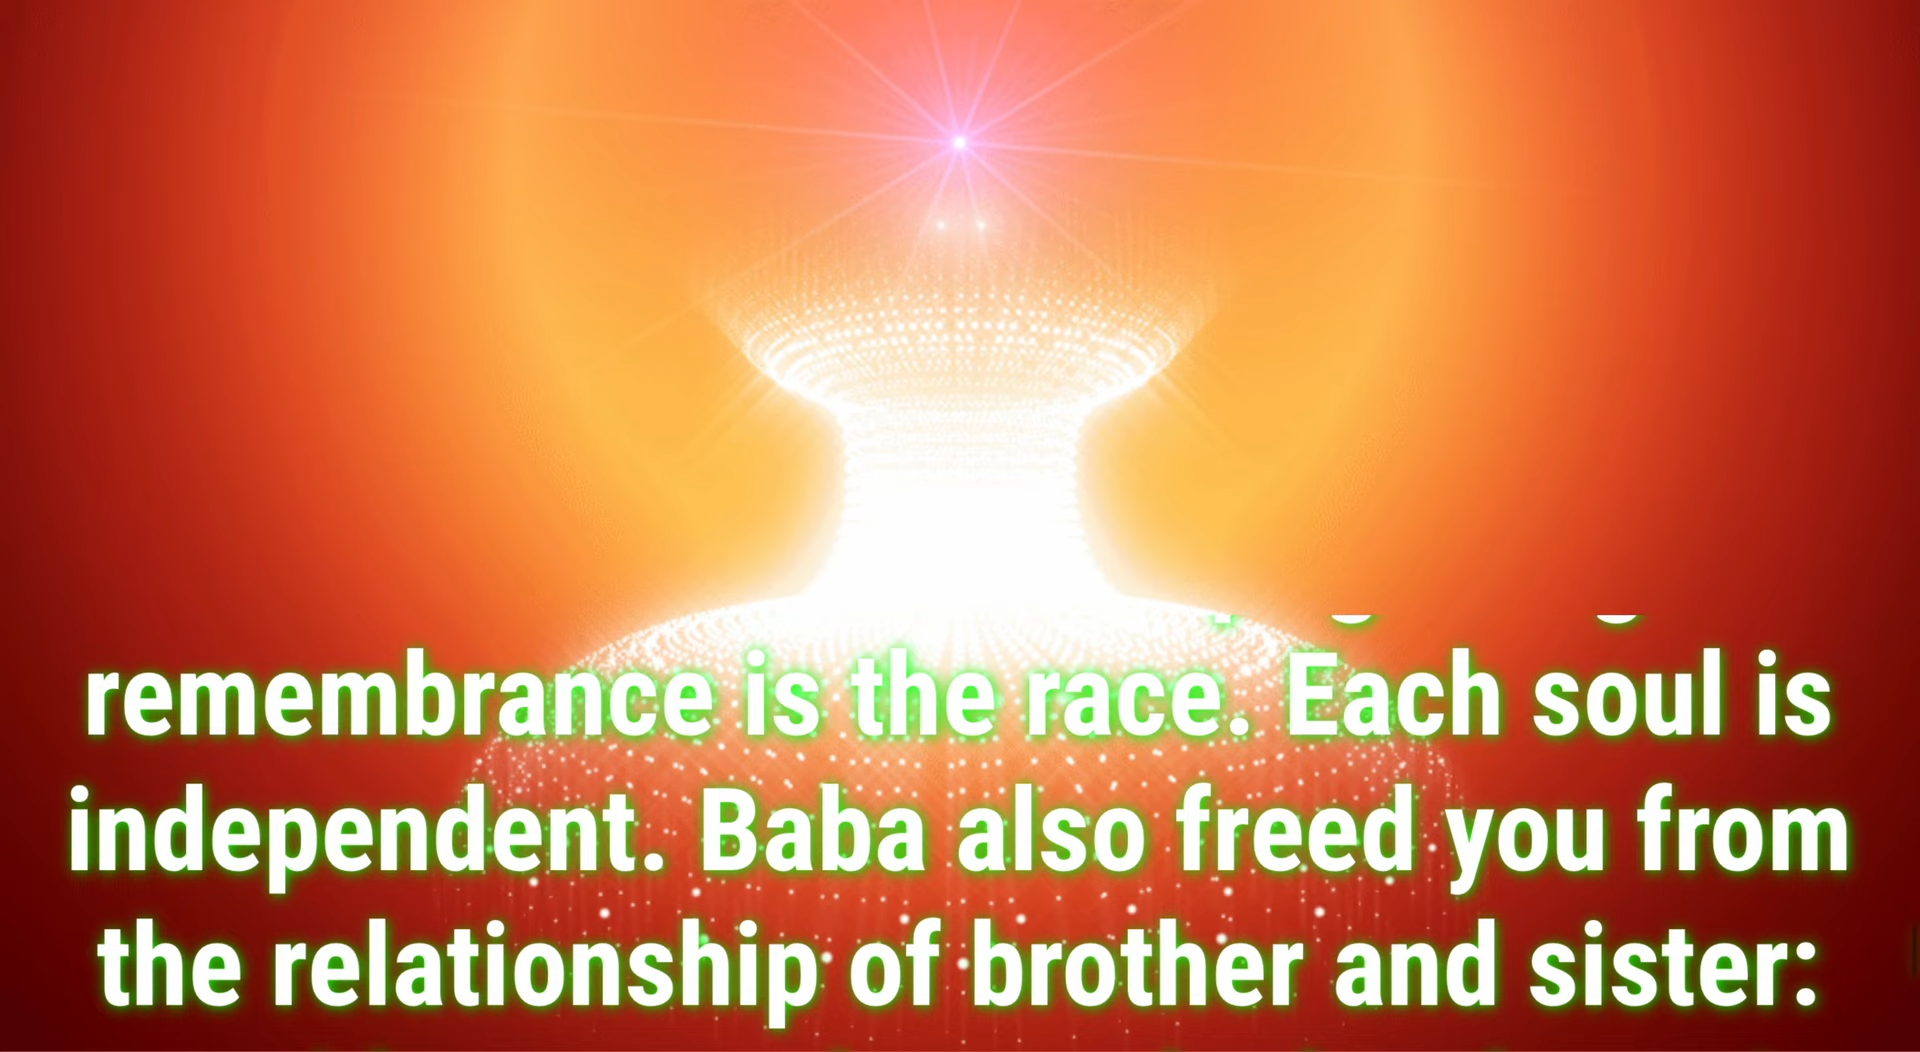 remembrance is the race. Each soul is
independent. Baba also freed you from
the relationship of brother and sister: